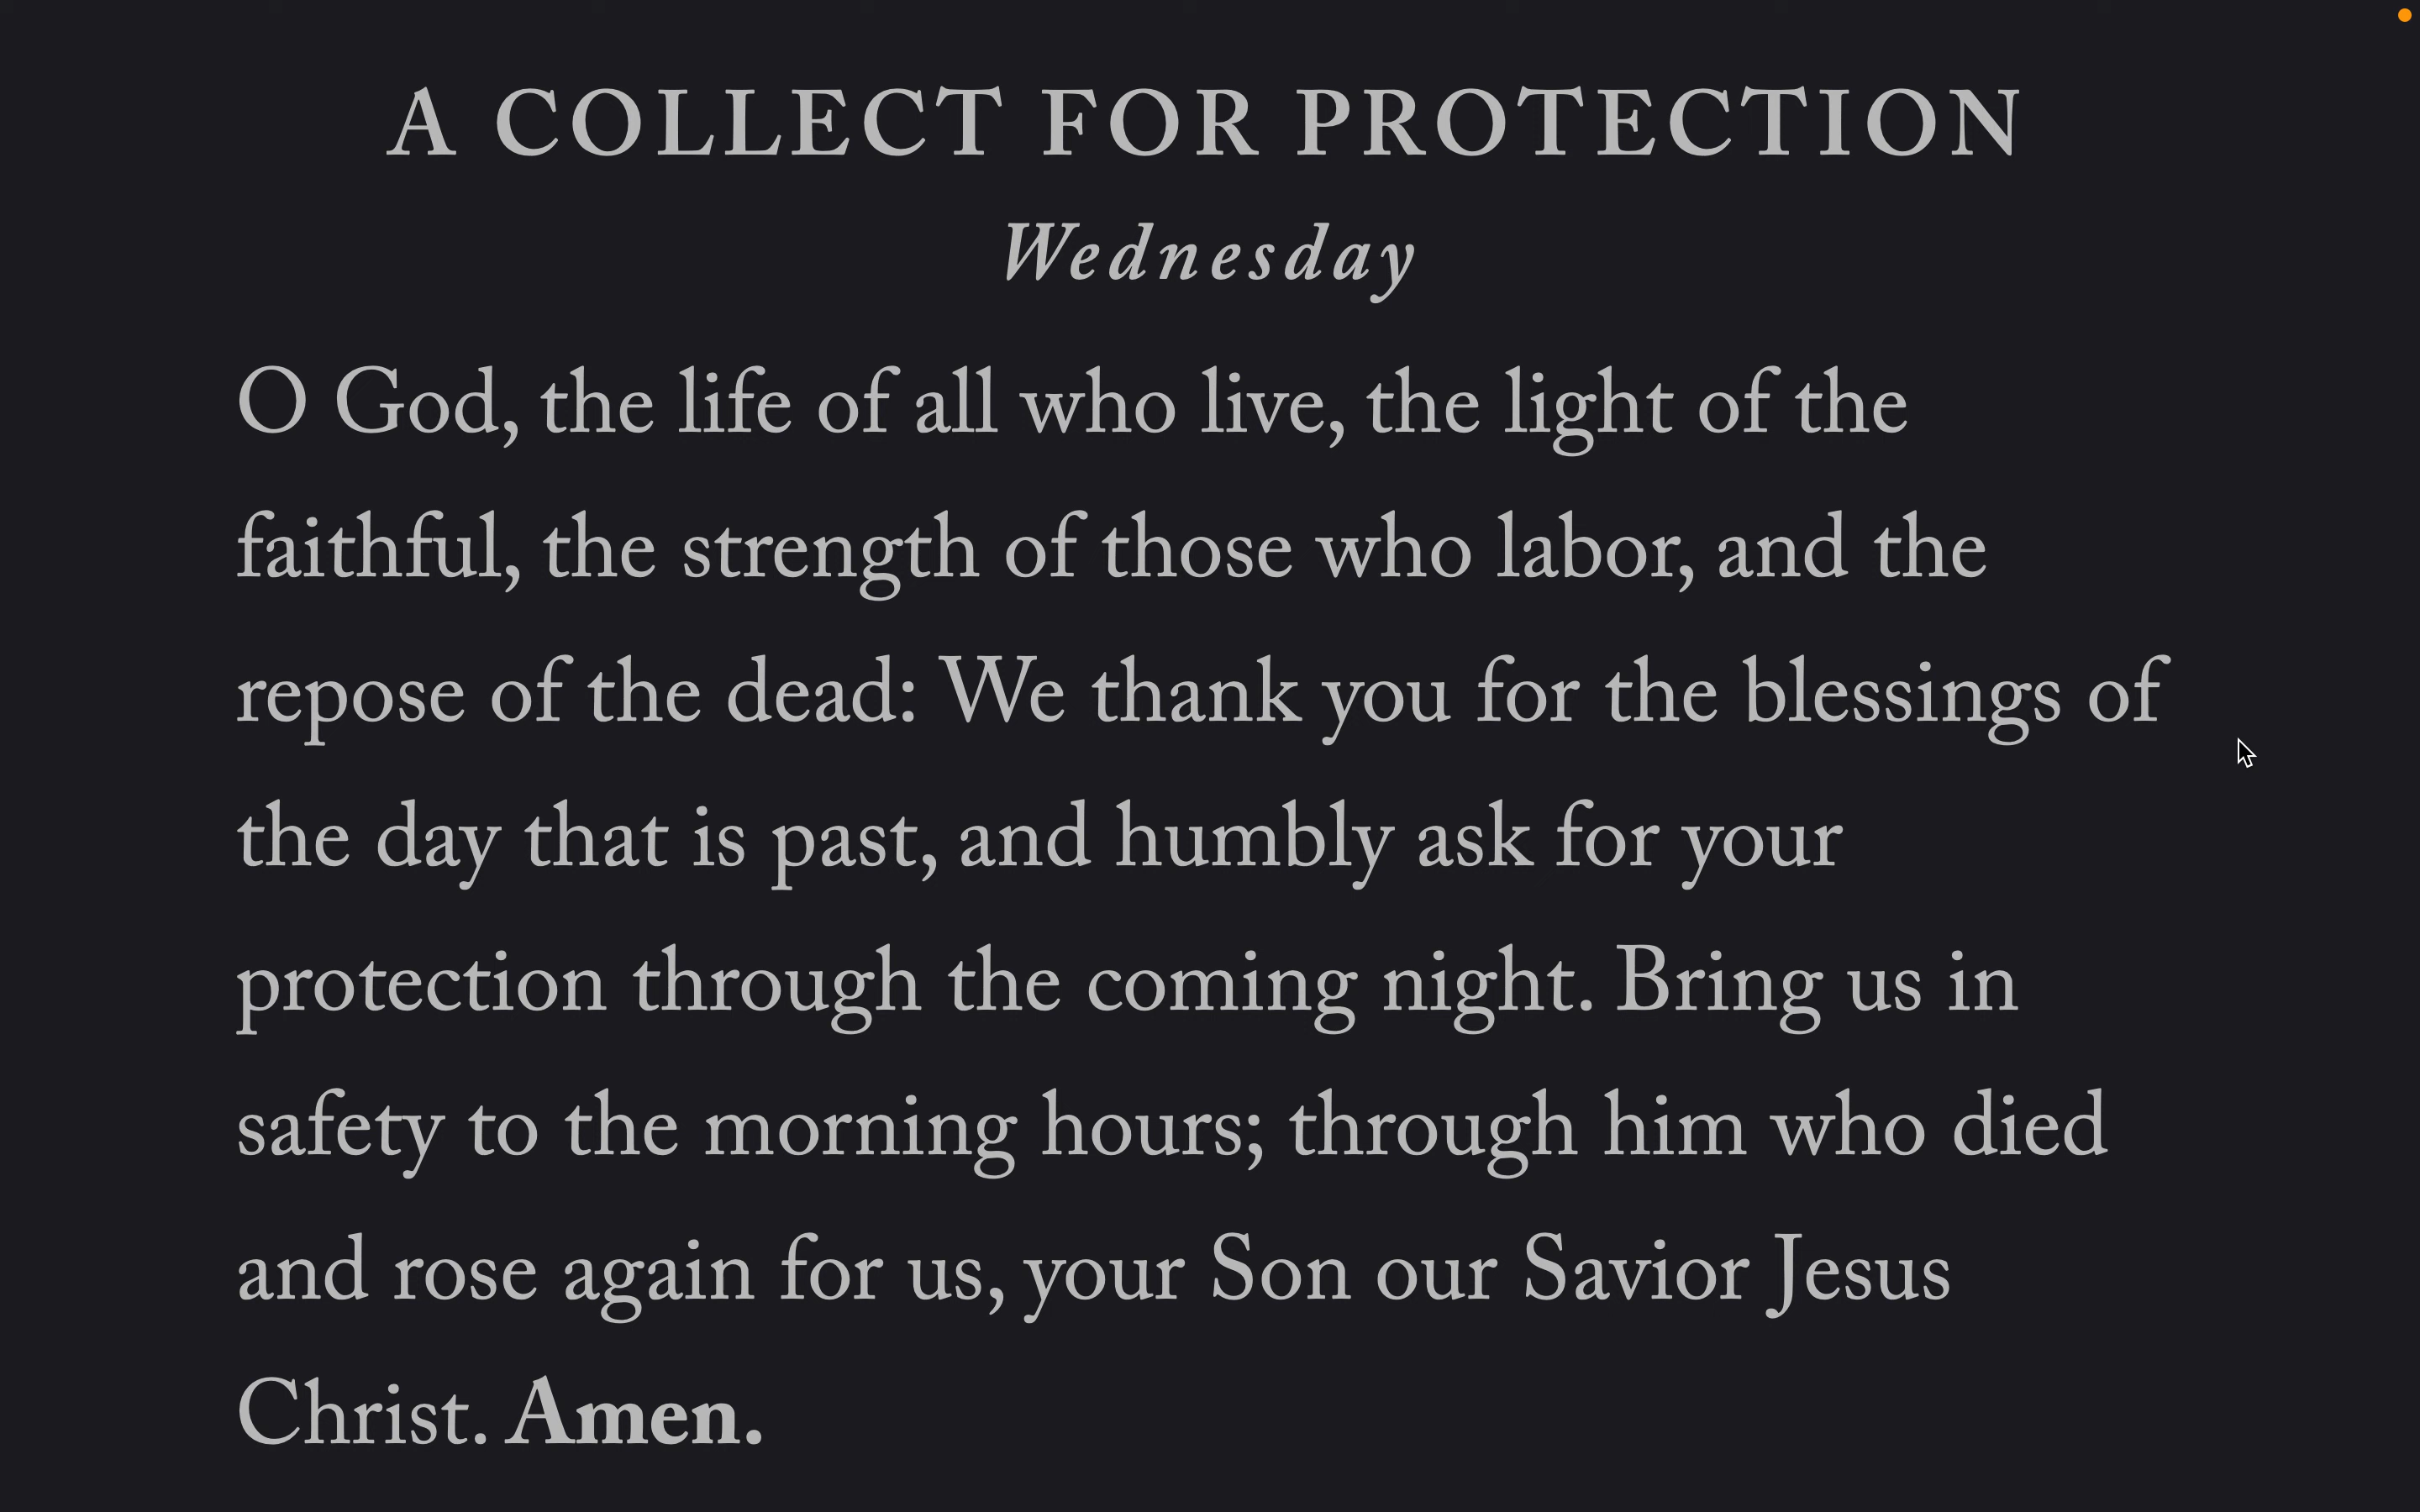 A COLLECT FOR PROTECTION
Wednesday
O God, the life of all who live, the light of the
faithful, the strength of those who labor, and the
repose of the dead: We thank you for the blessings of
the day that is past, and humbly ask for your
protection through the coming night. Bring us in
safety to the morning hours; through him who died
and rose again for us, your Son our Savior Jesus
Christ. Amen.